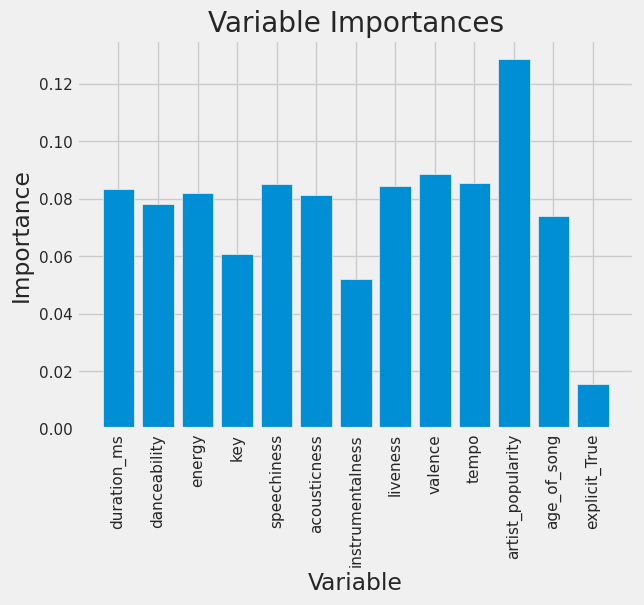 Variable Importances
Importance
0.12
0.10
0.08
0.06
0.04
0.02
0.00
duration_ms
danceability
energy
key
speechiness
acousticness
instrumentalness
liveness
valence
tempo
artist_popularity
age_of_song
explicit_True
Variable